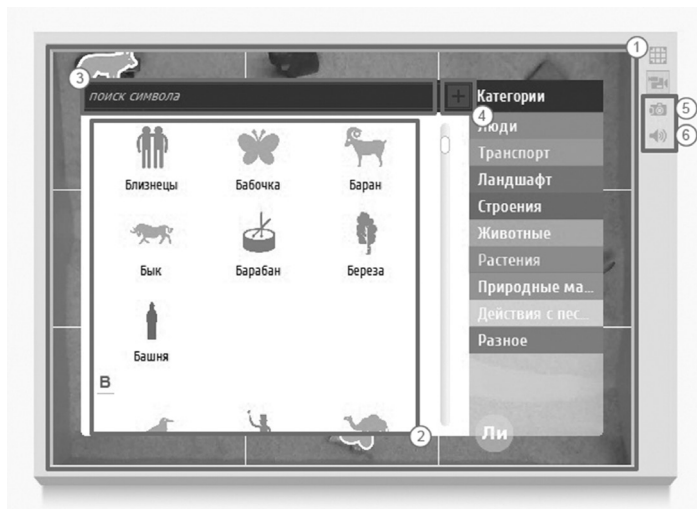 1
3
поиск символа
Категории
4
5
6
Люди
Транспорт
Ландшафт
Строения
Животные
Растения
Природные ма...
Действия с пес...
Разное
Близнецы
Бабочка
Баран
Бык
Барабан
Береза
Башня
В
2
Ли